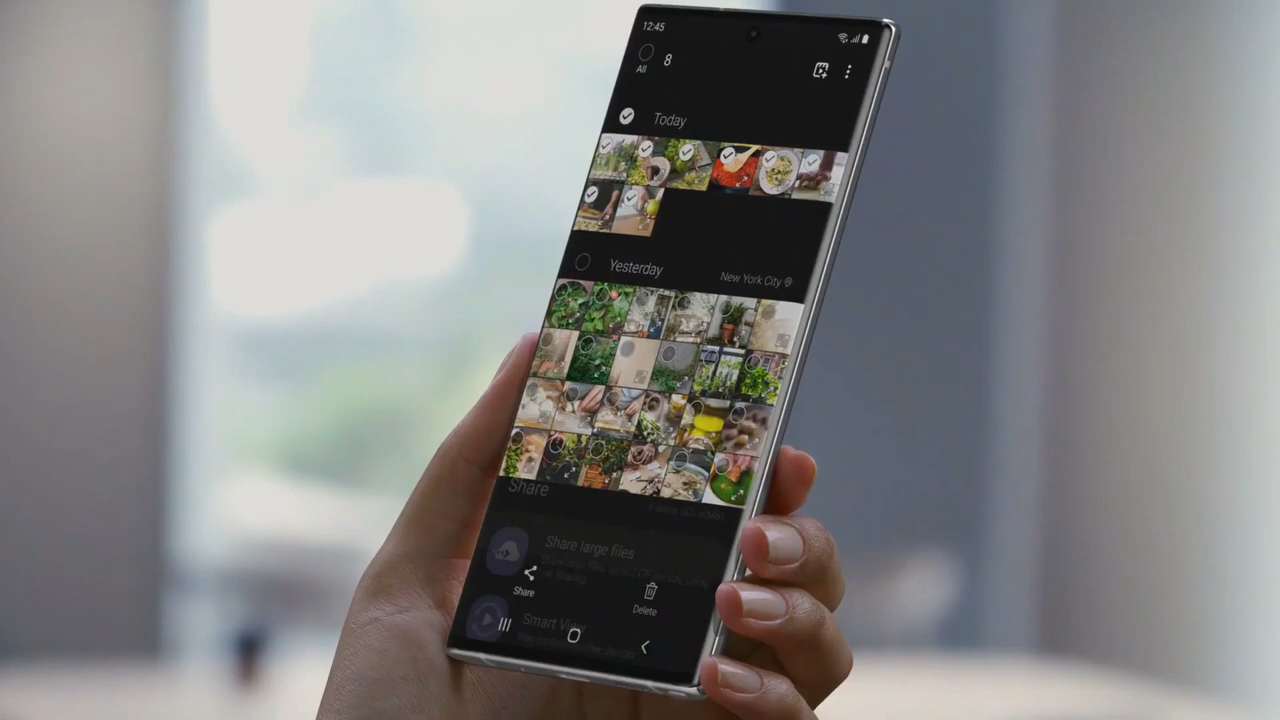 12:45
All
8
Today
Yesterday
New York City
Share
Share large files
Share
Delete
Smart View